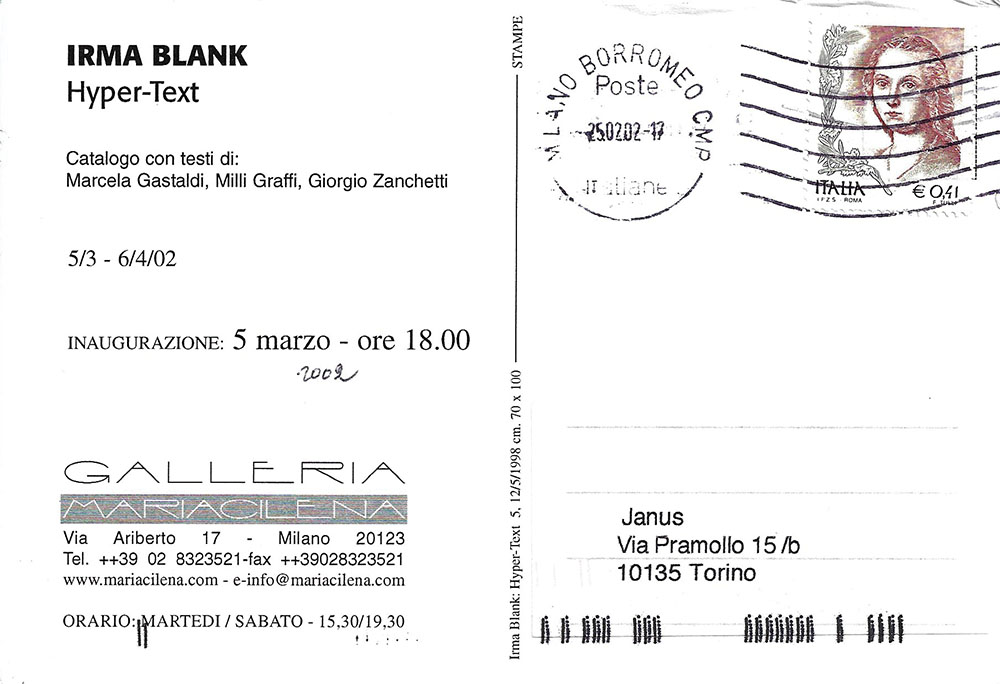 IRMA BLANK
Hyper-Text
Catalogo con testi di:
Marcela Gastaldi, Milli Graffi, Giorgio Zanchetti
5/3 - 6/4/02
INAUGURAZIONE: 5 marzo - ore 18.00
2002
GALLERIA
MARIACILENA
Via Ariberto 17 - Milano 20123
Tel. ++39 02 8323521-fax ++39028323521
www.mariacilena.com - e-info@mariacilena.com
ORARIO: MARTEDI / SABATO - 15,30/19,30
Irma Blank: Hyper-Text 5, 12/5/1998 cm. 70 x 100
STAMPE
MILANO BORROMEO CMP
Poste
25.02.02-17
Italiane
ITALIA
€ 0,41
I.P.Z.S. ROMA
Janus
Via Pramollo 15 /b
10135 Torino